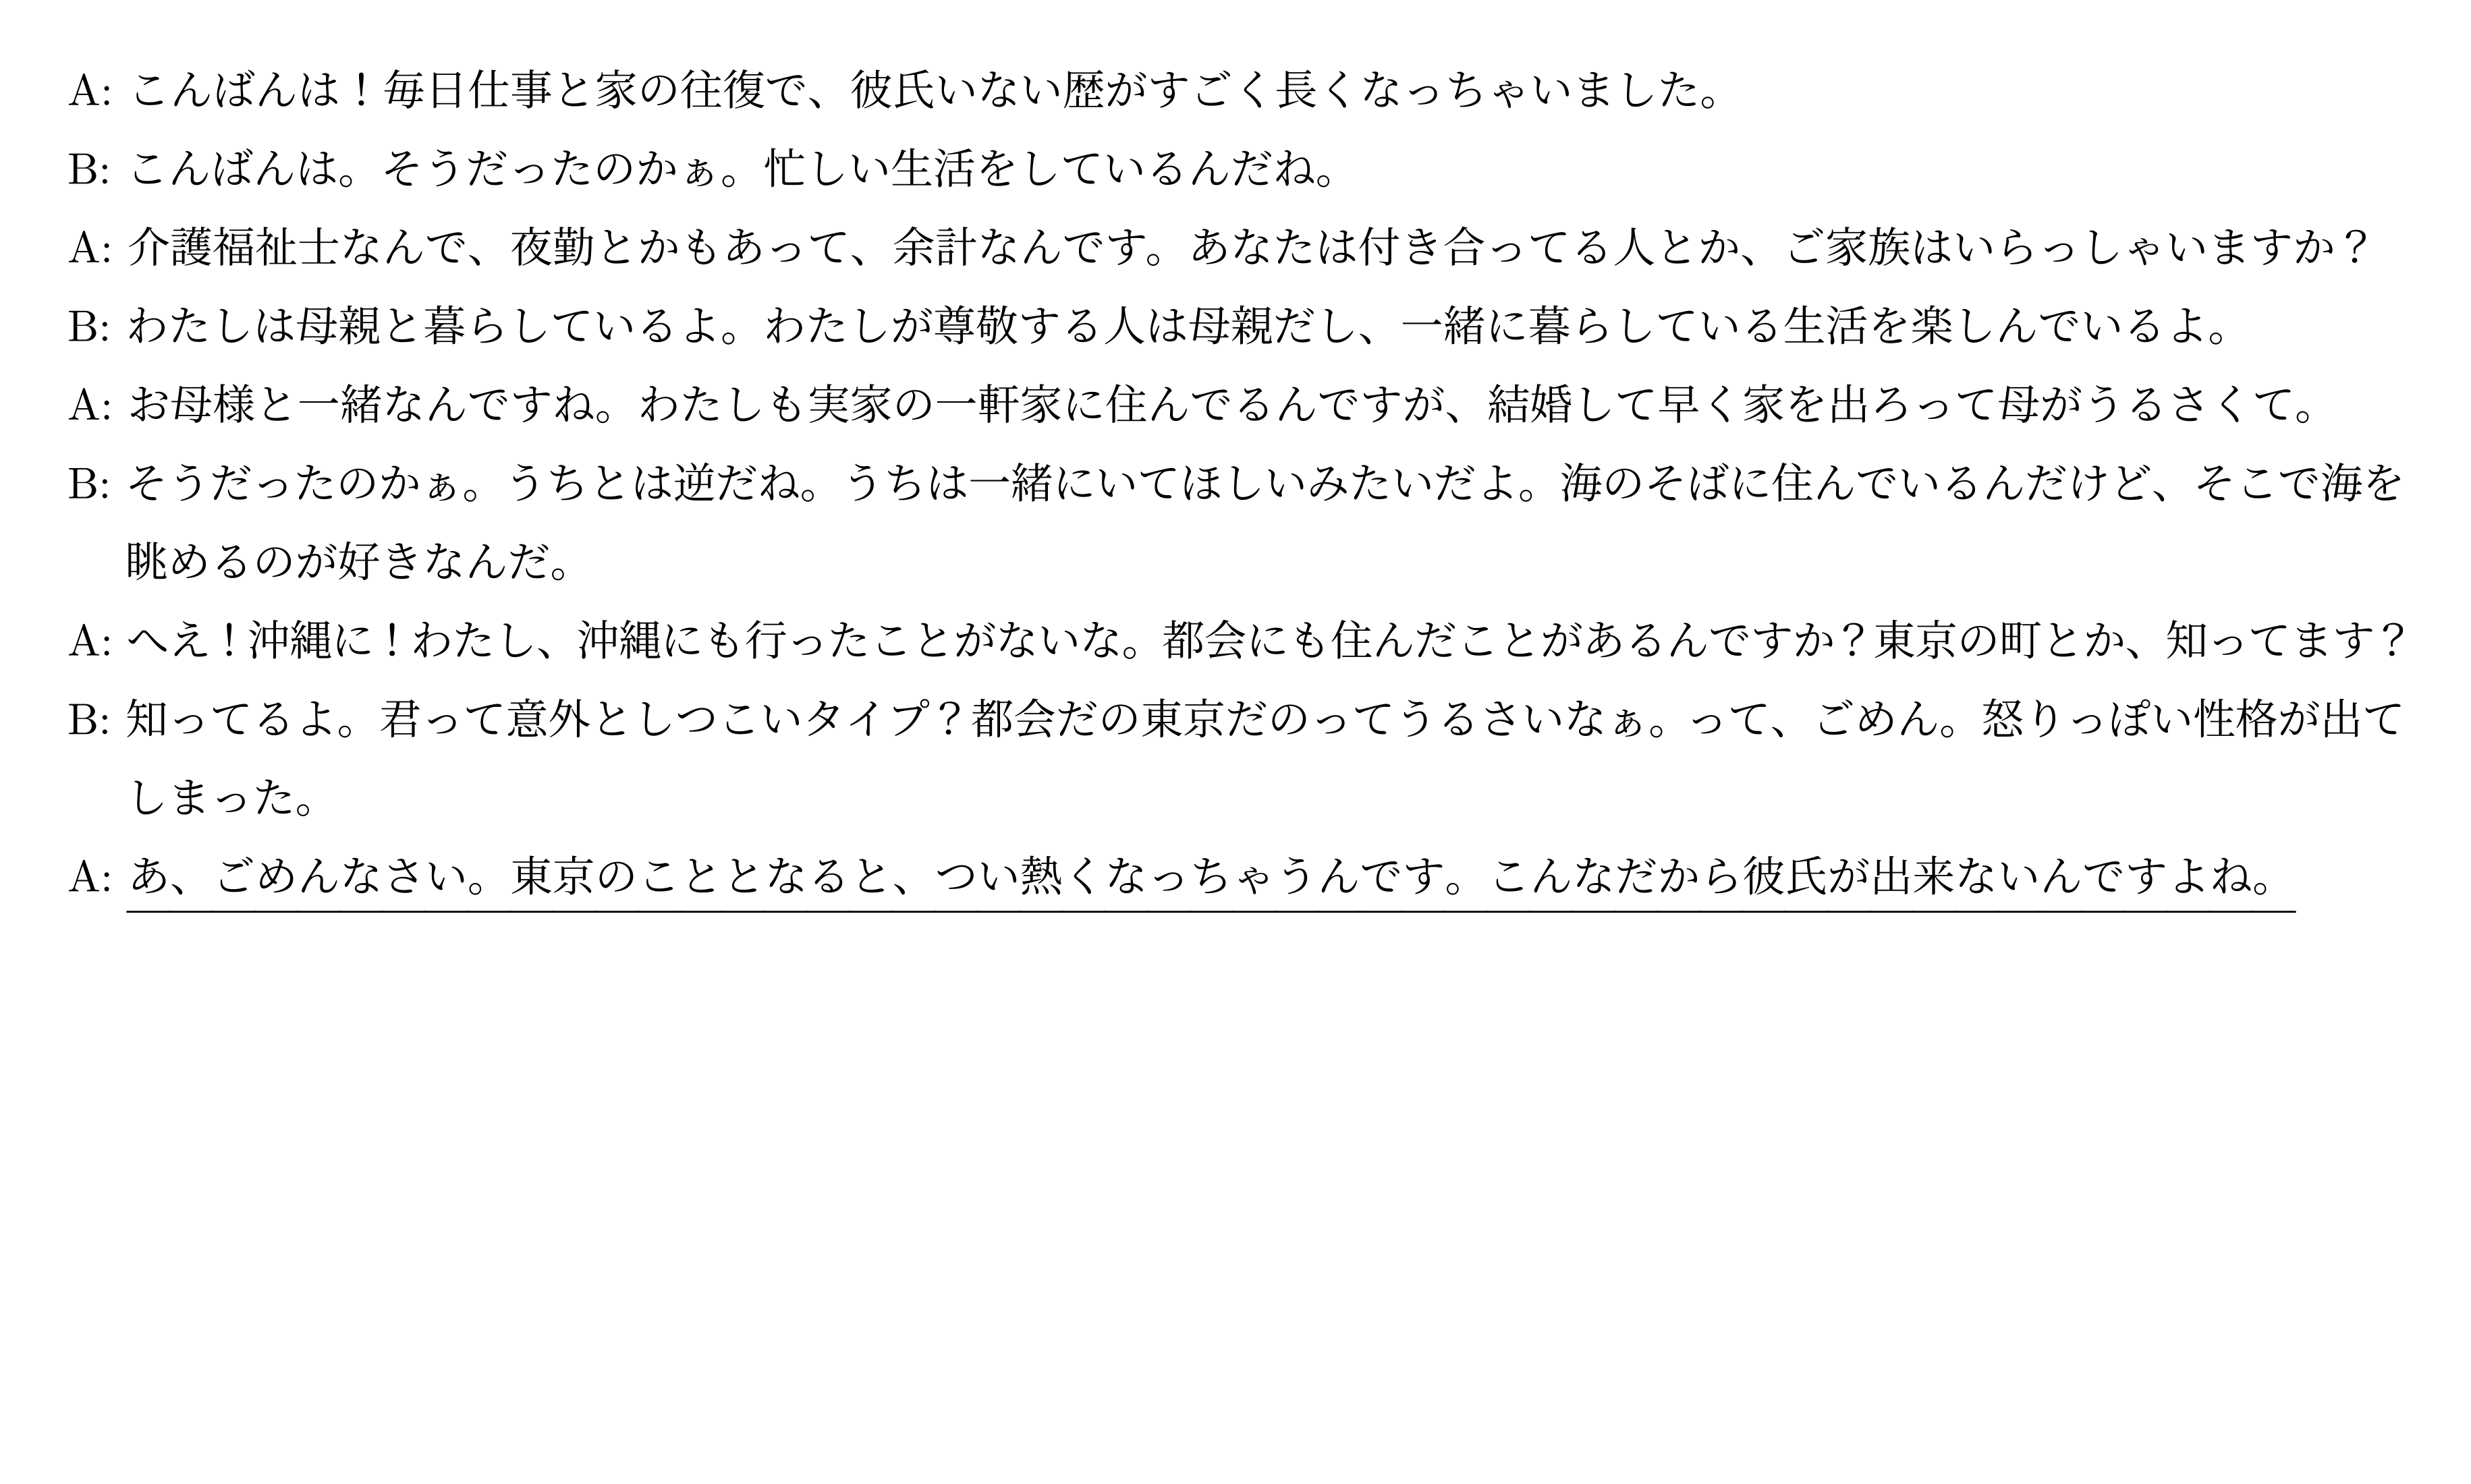 A: こんばんは！毎日仕事と家の往復で、彼氏いない歴がすごく長くなっちゃいました。
B: こんばんは。そうだったのかぁ。忙しい生活をしているんだね。
A: 介護福祉士なんで、夜勤とかもあって、余計なんです。あなたは付き合ってる人とか、ご家族はいらっしゃいますか？
B: わたしは母親と暮らしているよ。わたしが尊敬する人は母親だし、一緒に暮らしている生活を楽しんでいるよ。
A: お母様と一緒なんですね。わたしも実家の一軒家に住んでるんですが、結婚して早く家を出ろって母がうるさくて。
B: そうだったのかぁ。うちとは逆だね。うちは一緒にいてほしいみたいだよ。海のそばに住んでいるんだけど、そこで海を
眺めるのが好きなんだ。
A: へえ！沖縄に！わたし、沖縄にも行ったことがないな。都会にも住んだことがあるんですか？東京の町とか、知ってます？
B: 知ってるよ。君って意外としつこいタイプ？都会だの東京だのってうるさいなぁ。って、ごめん。怒りっぽい性格が出て
しまった。
A: あ、ごめんなさい。東京のこととなると、つい熱くなっちゃうんです。こんなだから彼氏が出来ないんですよね。